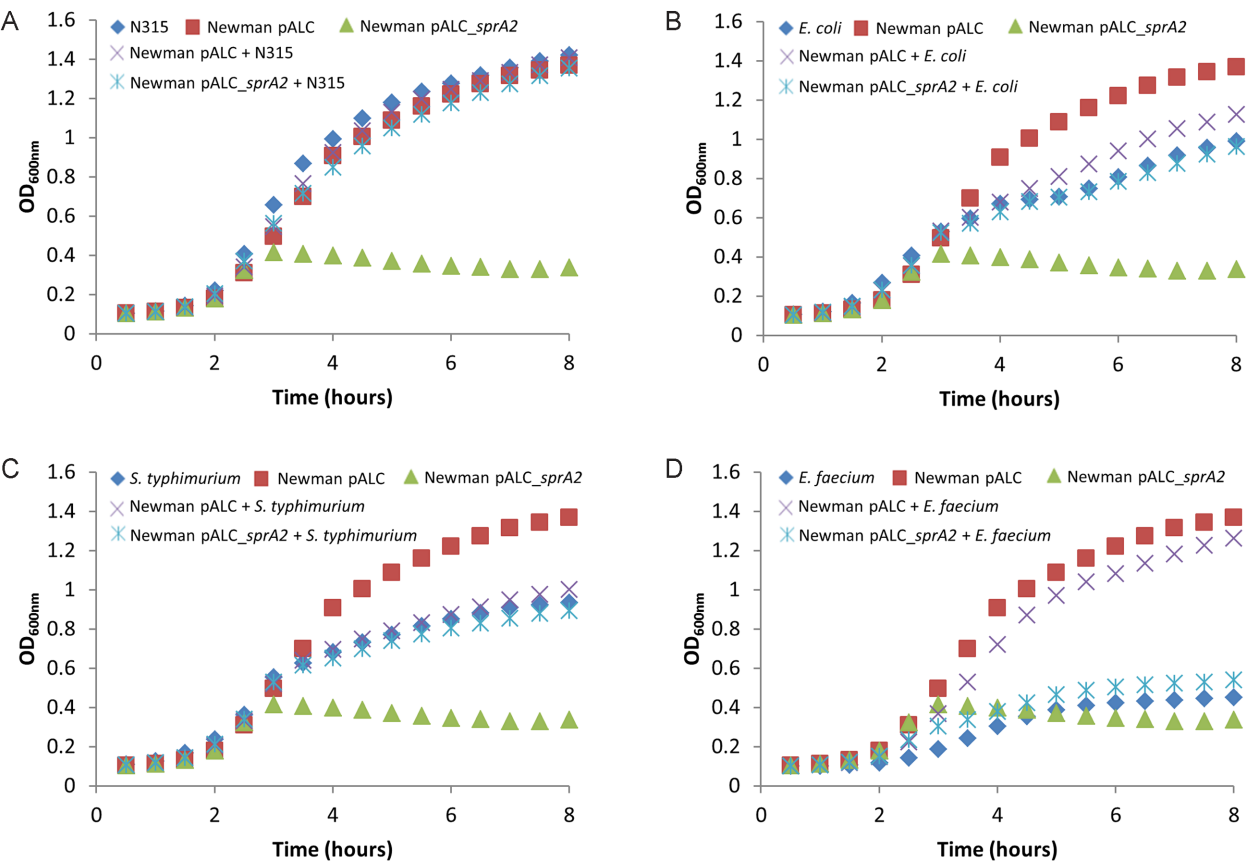 A
N315 Newman pALC Newman pALC_sprA2
Newman pALC + N315
Newman pALC_sprA2 + N315
OD600nm
1.6
1.4
1.2
1
0.8
0.6
0.4
0.2
0
0 2 4 6 8
Time (hours)
B
E. coli Newman pALC Newman pALC_sprA2
Newman pALC + E. coli
Newman pALC_sprA2 + E. coli
OD600nm
1.6
1.4
1.2
1
0.8
0.6
0.4
0.2
0
0 2 4 6 8
Time (hours)
C
S. typhimurium Newman pALC Newman pALC_sprA2
Newman pALC + S. typhimurium
Newman pALC_sprA2 + S. typhimurium
OD600nm
1.6
1.4
1.2
1
0.8
0.6
0.4
0.2
0
0 2 4 6 8
Time (hours)
D
E. faecium Newman pALC Newman pALC_sprA2
Newman pALC + E. faecium
Newman pALC_sprA2 + E. faecium
OD600nm
1.6
1.4
1.2
1
0.8
0.6
0.4
0.2
0
0 2 4 6 8
Time (hours)